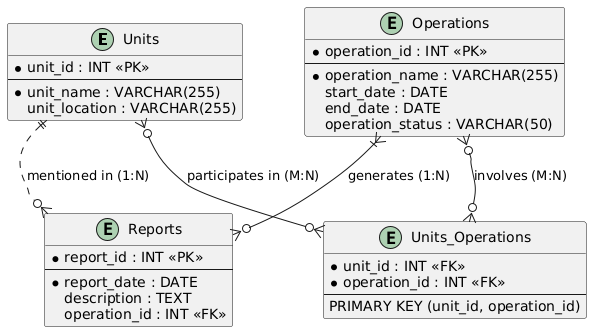 E Units
* unit_id : INT «PK»
* unit_name : VARCHAR(255)
unit_location : VARCHAR(255)
E Operations
* operation_id : INT «PK»
* operation_name : VARCHAR(255)
start_date : DATE
end_date : DATE
operation_status : VARCHAR(50)
mentioned in (1:N)
participates in (M:N)
generates (1:N)
involves (M:N)
E Reports
* report_id : INT «PK»
* report_date : DATE
description : TEXT
operation_id : INT «FK»
E Units_Operations
* unit_id : INT «FK»
* operation_id : INT «FK»
PRIMARY KEY (unit_id, operation_id)